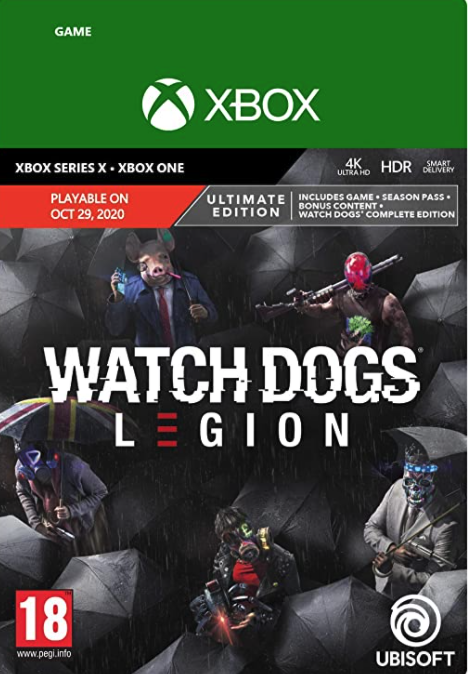 GAME
XBOX
XBOX SERIES X • XBOX ONE
4K
ULTRA HD
HDR
SMART
DELIVERY
PLAYABLE ON
OCT 29, 2020
ULTIMATE
EDITION
INCLUDES GAME • SEASON PASS •
BONUS CONTENT •
WATCH DOGS® COMPLETE EDITION
WATCH DOGS®
LEGION
18
www.pegi.info
UBISOFT